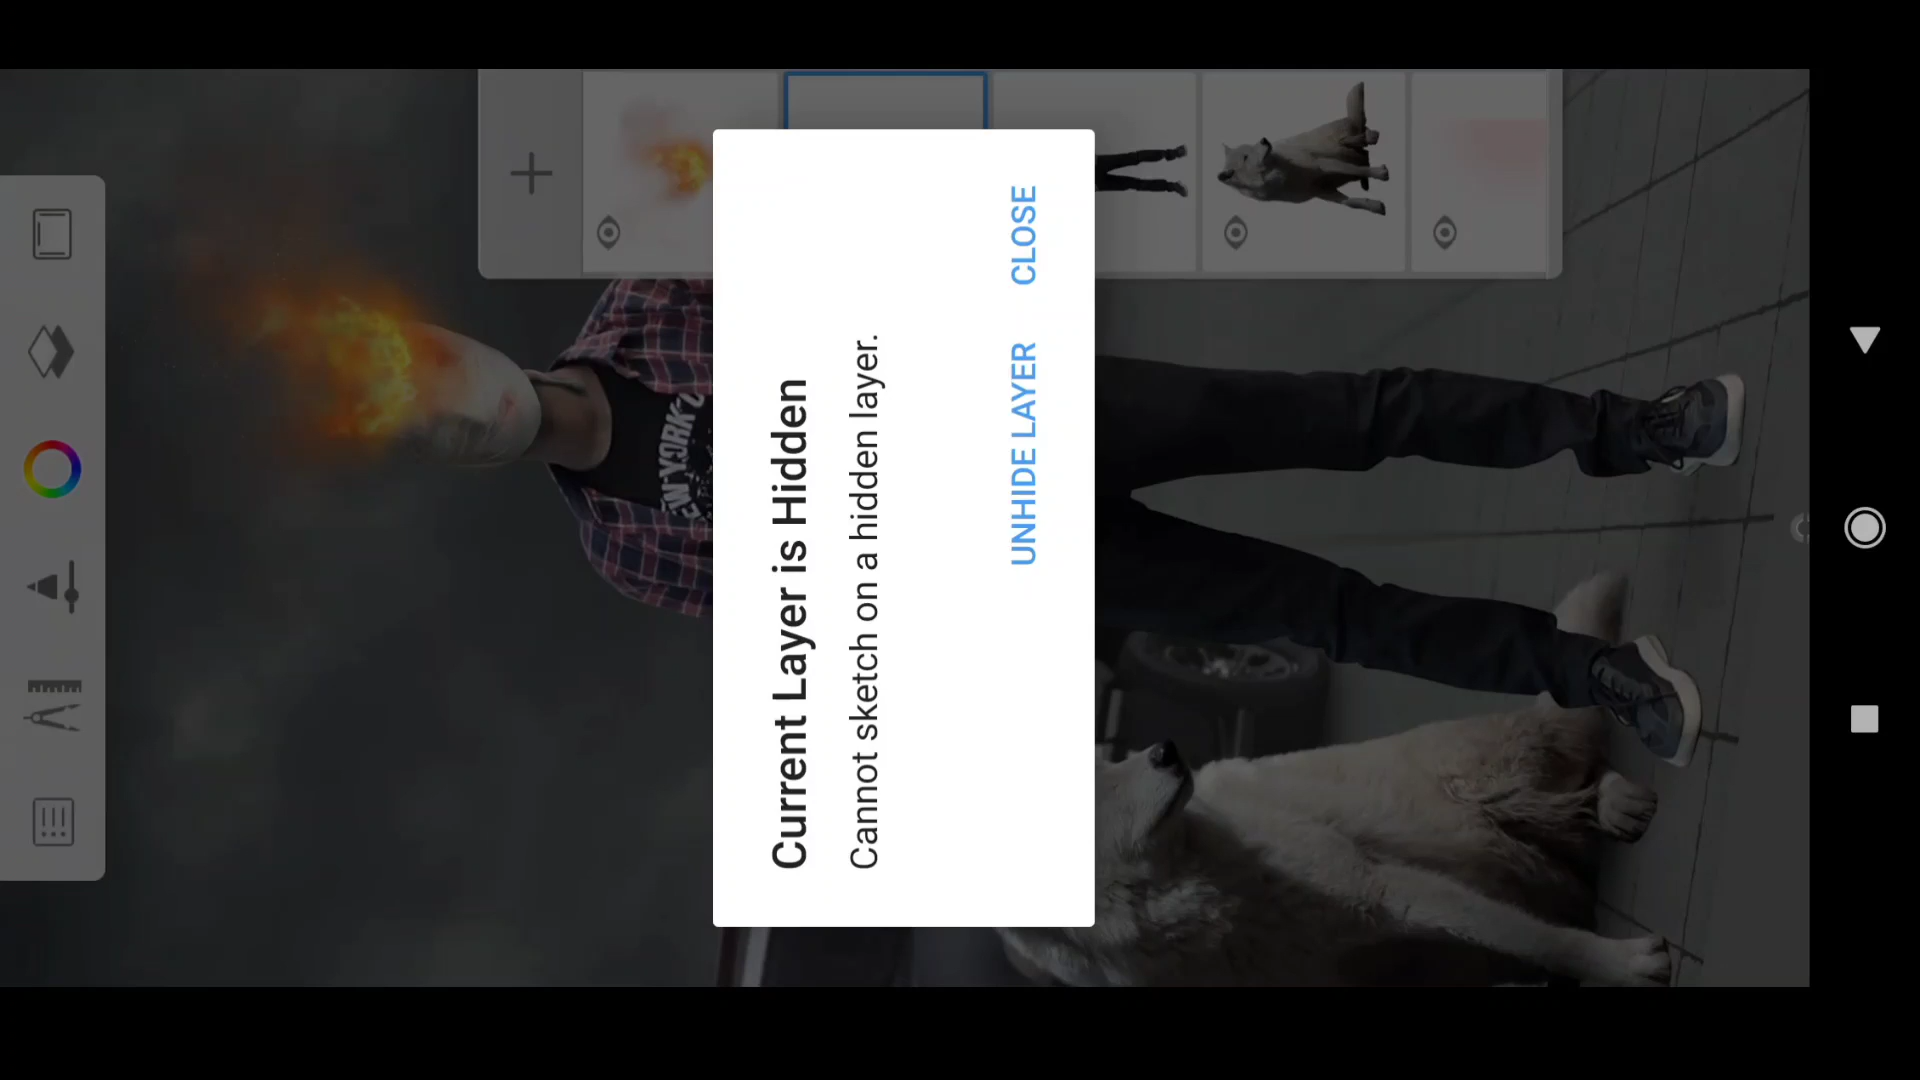 Current Layer is Hidden
Cannot sketch on a hidden layer.
UNHIDE LAYER CLOSE